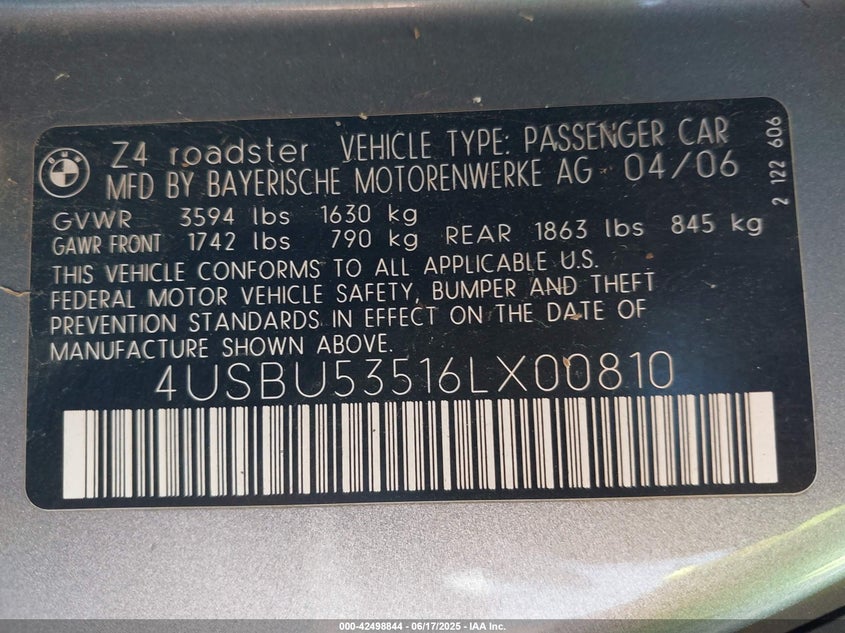 BMW
Z4 roadster VEHICLE TYPE: PASSENGER CAR
MFD BY BAYERISCHE MOTORENWERKE AG 04/06
GVWR 3594 lbs 1630 kg
GAWR FRONT 1742 lbs 790 kg REAR 1863 lbs 845 kg
THIS VEHICLE CONFORMS TO ALL APPLICABLE U.S.
FEDERAL MOTOR VEHICLE SAFETY, BUMPER AND THEFT
PREVENTION STANDARDS IN EFFECT ON THE DATE OF
MANUFACTURE SHOWN ABOVE.
4USBU53516LX00810
2 122 606
000-42498844 - 06/17/2025 - IAA Inc.